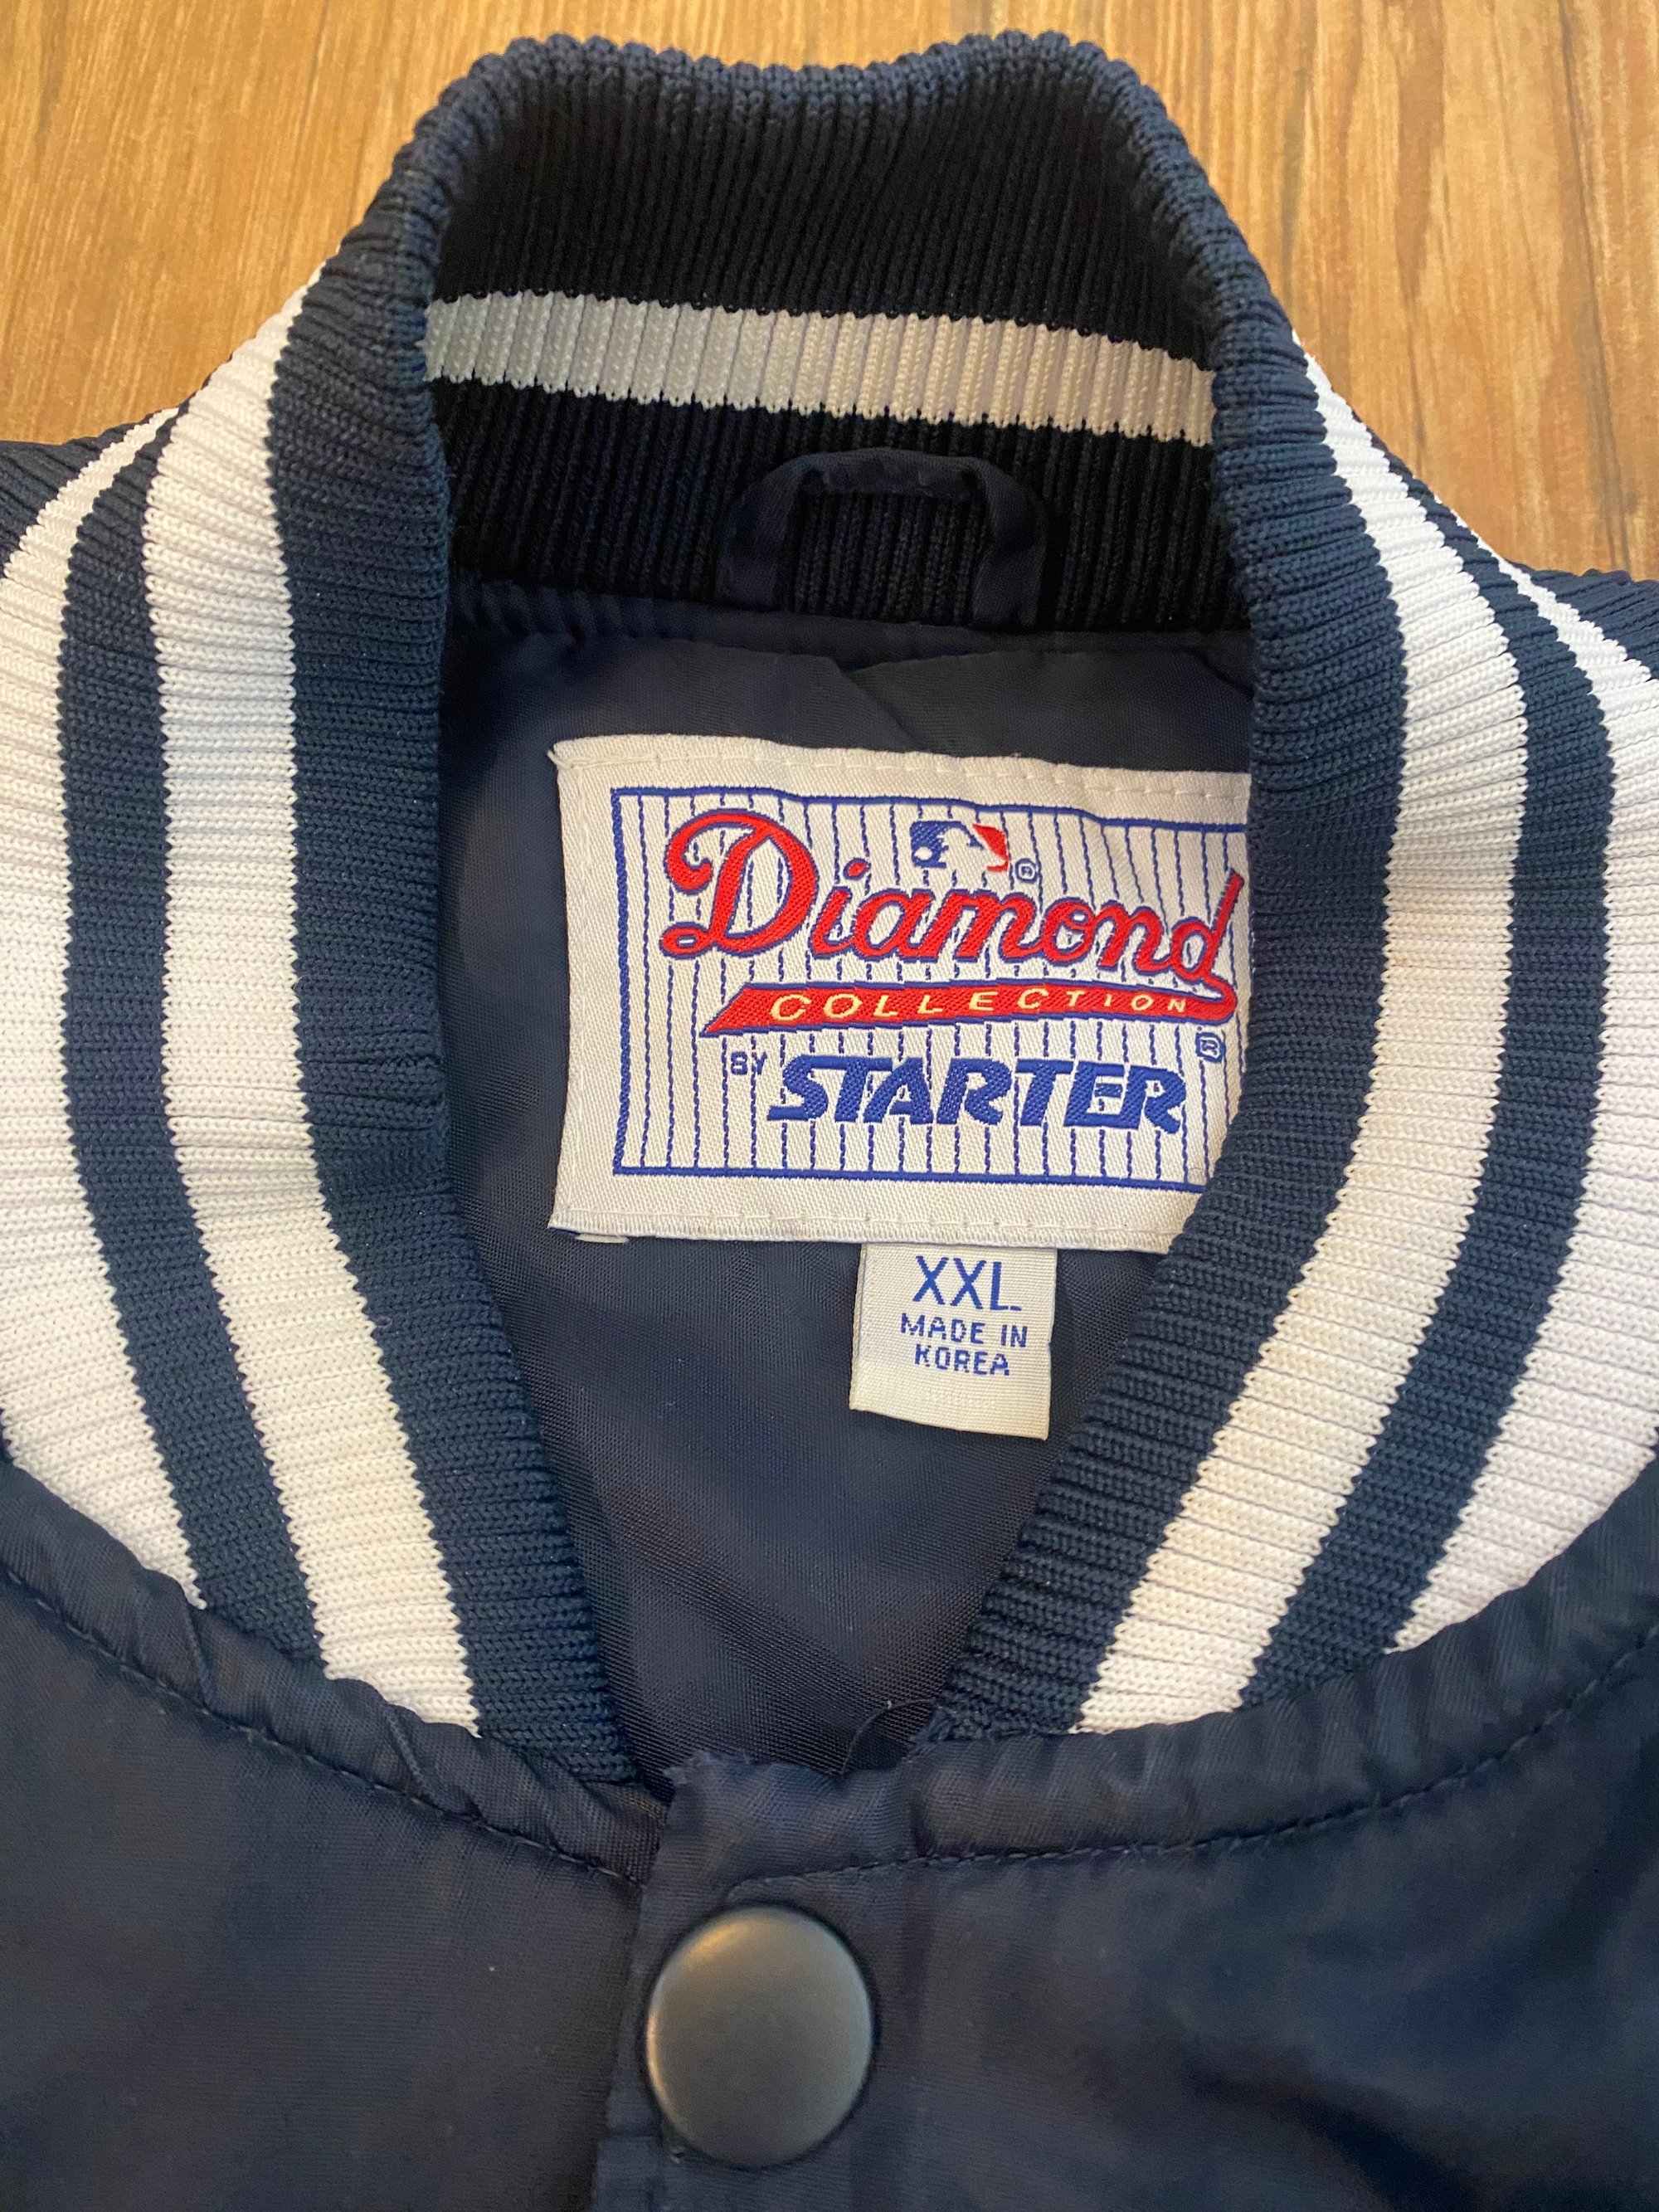 Diamond ®
COLLECTION
BY STARTER ®
XXL
MADE IN
KOREA